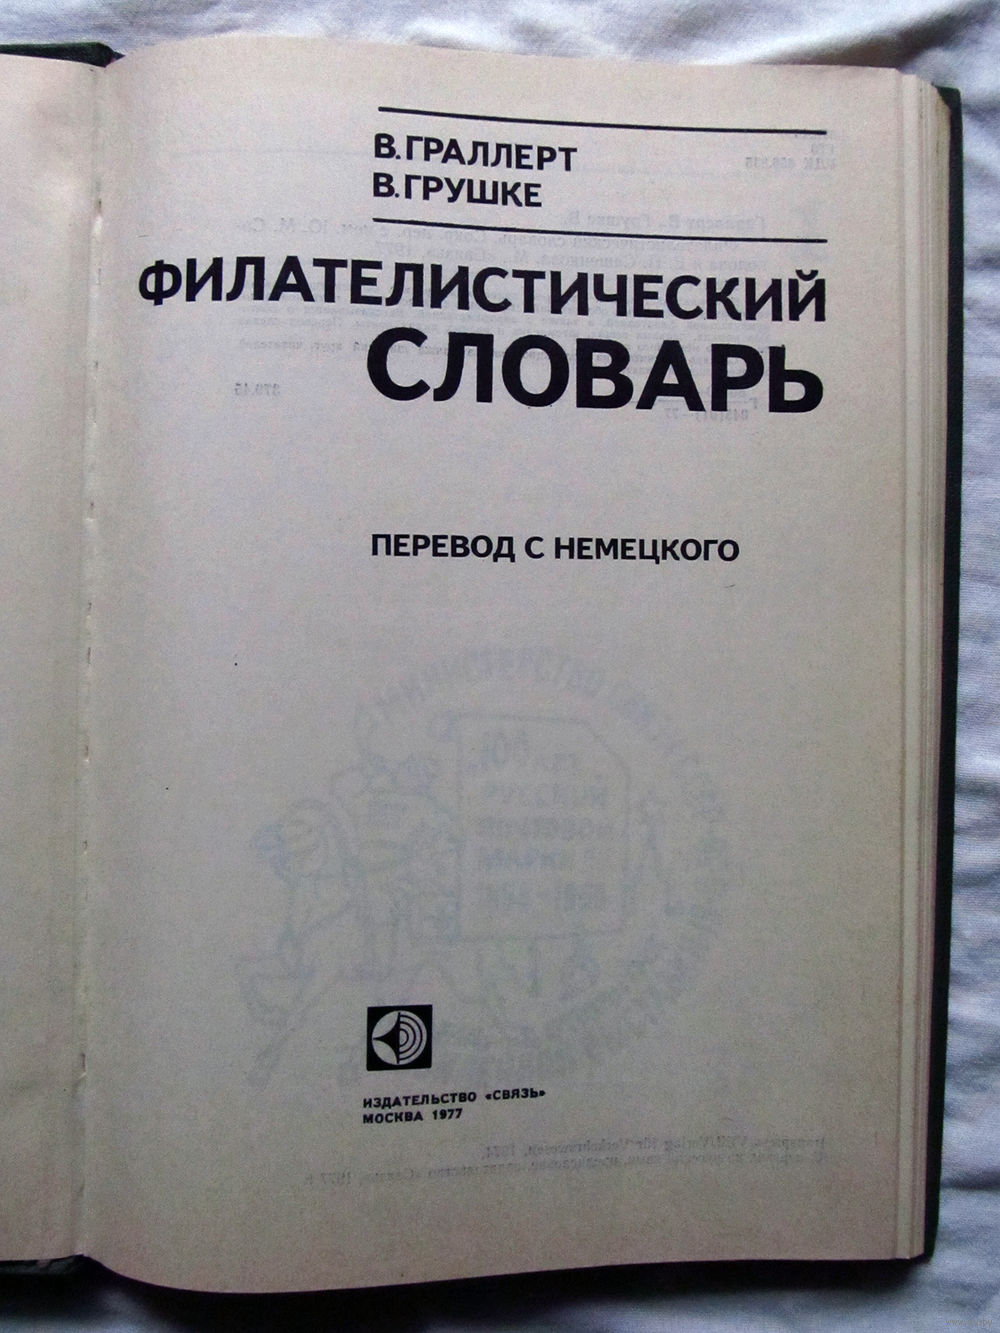 В. ГРАЛЛЕРТ
В. ГРУШКЕ
ФИЛАТЕЛИСТИЧЕСКИЙ
СЛОВАРЬ
ПЕРЕВОД С НЕМЕЦКОГО
ИЗДАТЕЛЬСТВО «СВЯЗЬ»
МОСКВА 1977